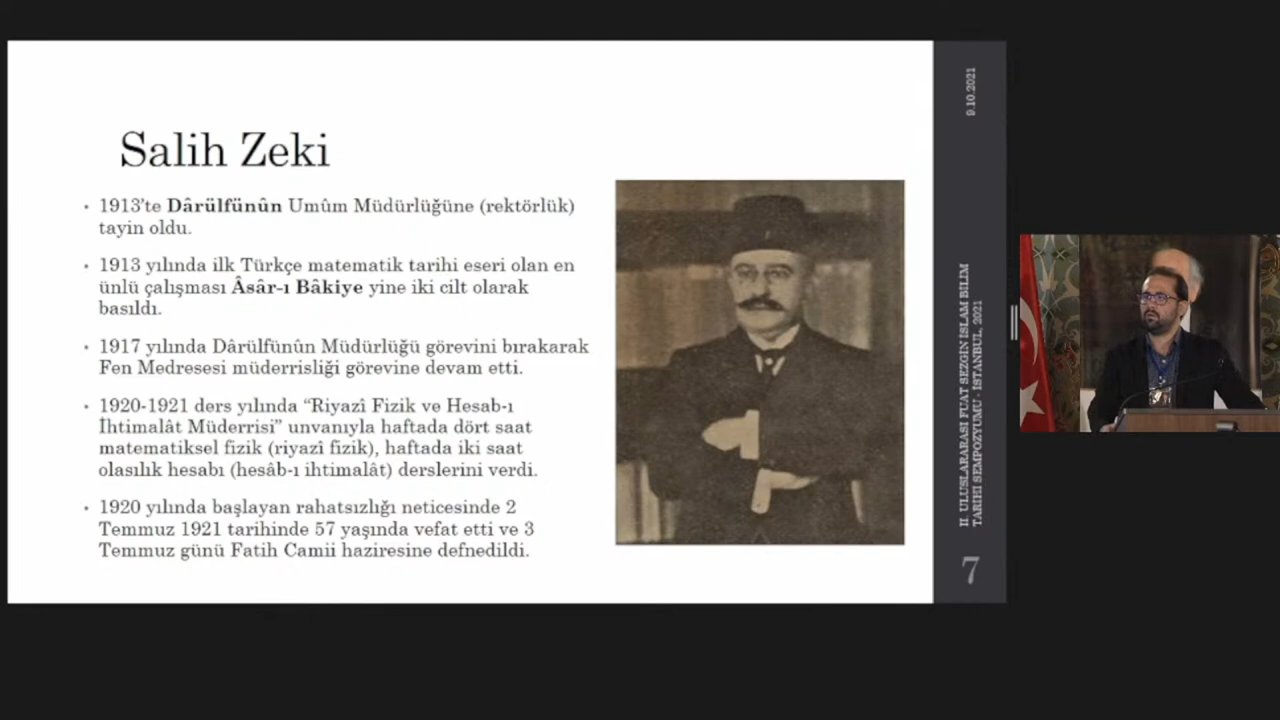 Salih Zeki
• 1913’te Dârülfünûn Umûm Müdürlüğüne (rektörlük)
tayin oldu.
• 1913 yılında ilk Türkçe matematik tarihi eseri olan en
ünlü çalışması Âsâr-ı Bâkiye yine iki cilt olarak
basıldı.
• 1917 yılında Dârülfünûn Müdürlüğü görevini bırakarak
Fen Medresesi müderrisliği görevine devam etti.
• 1920-1921 ders yılında “Riyazî Fizik ve Hesab-ı
İhtimalât Müderrisi” unvanıyla haftada dört saat
matematiksel fizik (riyazî fizik), haftada iki saat
olasılık hesabı (hesâb-ı ihtimalât) derslerini verdi.
• 1920 yılında başlayan rahatsızlığı neticesinde 2
Temmuz 1921 tarihinde 57 yaşında vefat etti ve 3
Temmuz günü Fatih Camii haziresine defnedildi.
9.10.2021
II. ULUSLARARASI FUAT SEZGİN İSLAM BİLİM
TARİHİ SEMPOZYUMU - İSTANBUL, 2021
7